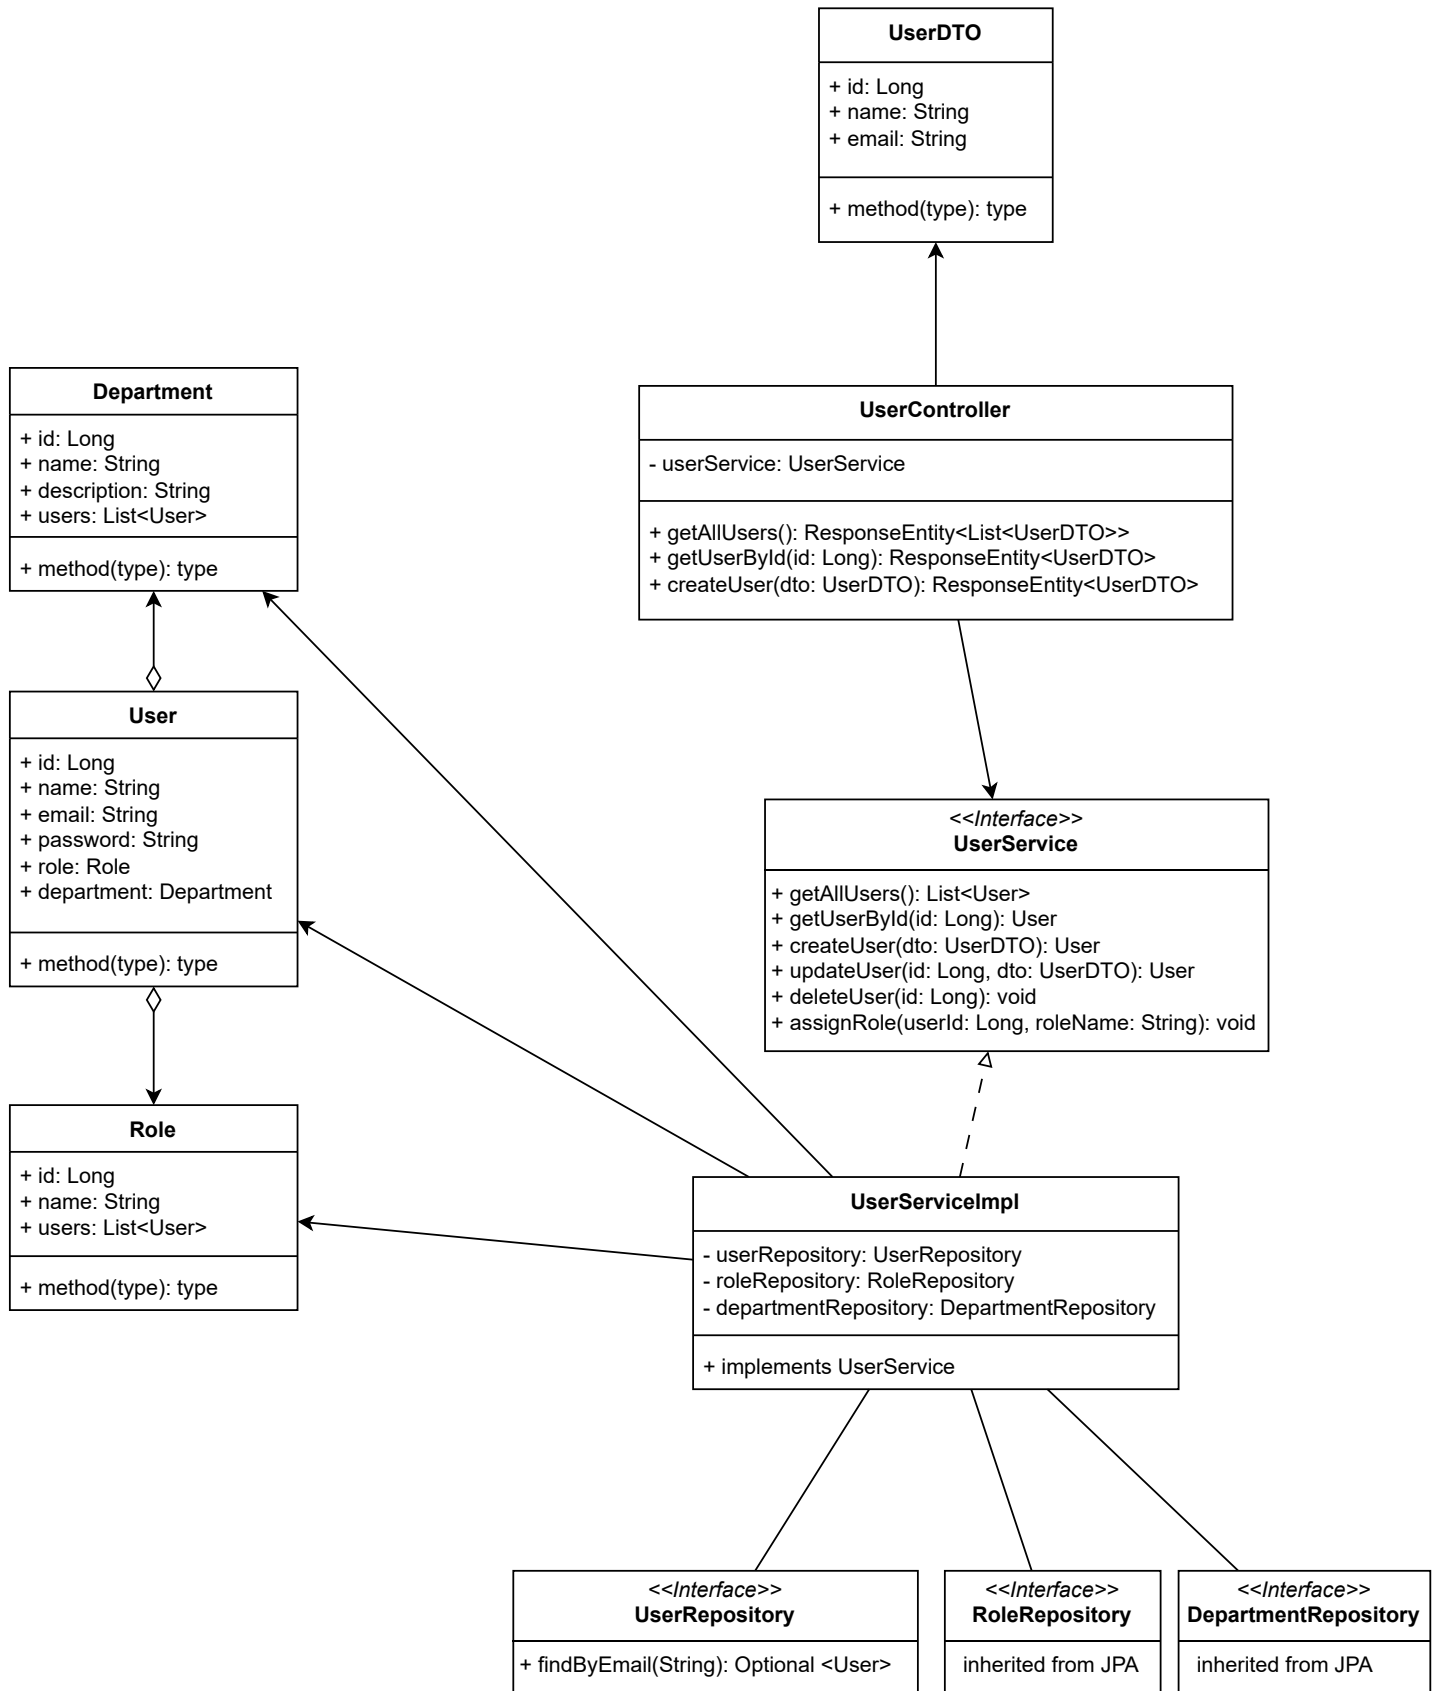 UserDTO
+ id: Long
+ name: String
+ email: String
+ method(type): type
Department
+ id: Long
+ name: String
+ description: String
+ users: List<User>
+ method(type): type
UserController
- userService: UserService
+ getAllUsers(): ResponseEntity<List<UserDTO>>
+ getUserById(id: Long): ResponseEntity<UserDTO>
+ createUser(dto: UserDTO): ResponseEntity<UserDTO>
User
+ id: Long
+ name: String
+ email: String
+ password: String
+ role: Role
+ department: Department
+ method(type): type
<<Interface>>
UserService
+ getAllUsers(): List<User>
+ getUserById(id: Long): User
+ createUser(dto: UserDTO): User
+ updateUser(id: Long, dto: UserDTO): User
+ deleteUser(id: Long): void
+ assignRole(userId: Long, roleName: String): void
Role
+ id: Long
+ name: String
+ users: List<User>
+ method(type): type
UserServiceImpl
- userRepository: UserRepository
- roleRepository: RoleRepository
- departmentRepository: DepartmentRepository
+ implements UserService
<<Interface>>
UserRepository
+ findByEmail(String): Optional <User>
<<Interface>>
RoleRepository
inherited from JPA
<<Interface>>
DepartmentRepository
inherited from JPA